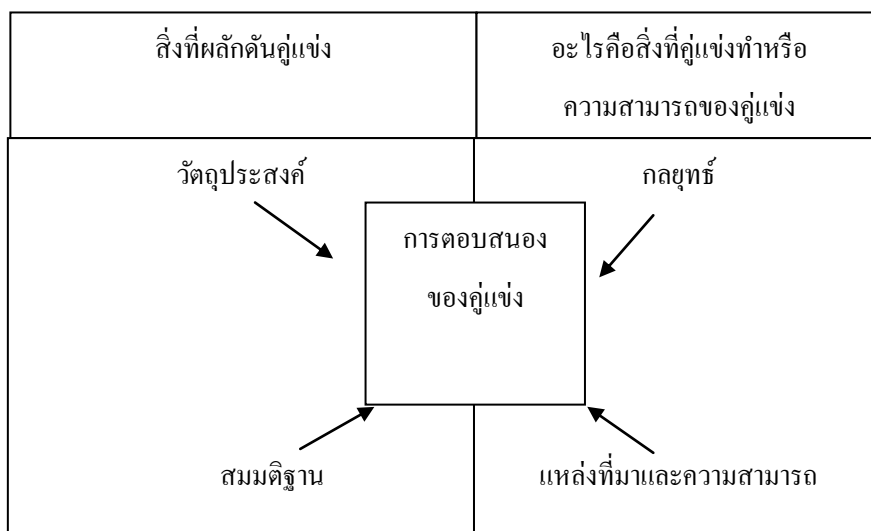 สิ่งที่ผลักดันคู่แข่ง
อะไรคือสิ่งที่คู่แข่งทำหรือ
ความสามารถของคู่แข่ง
วัตถุประสงค์
กลยุทธ์
การตอบสนอง
ของคู่แข่ง
สมมติฐาน
แหล่งที่มาและความสามารถ